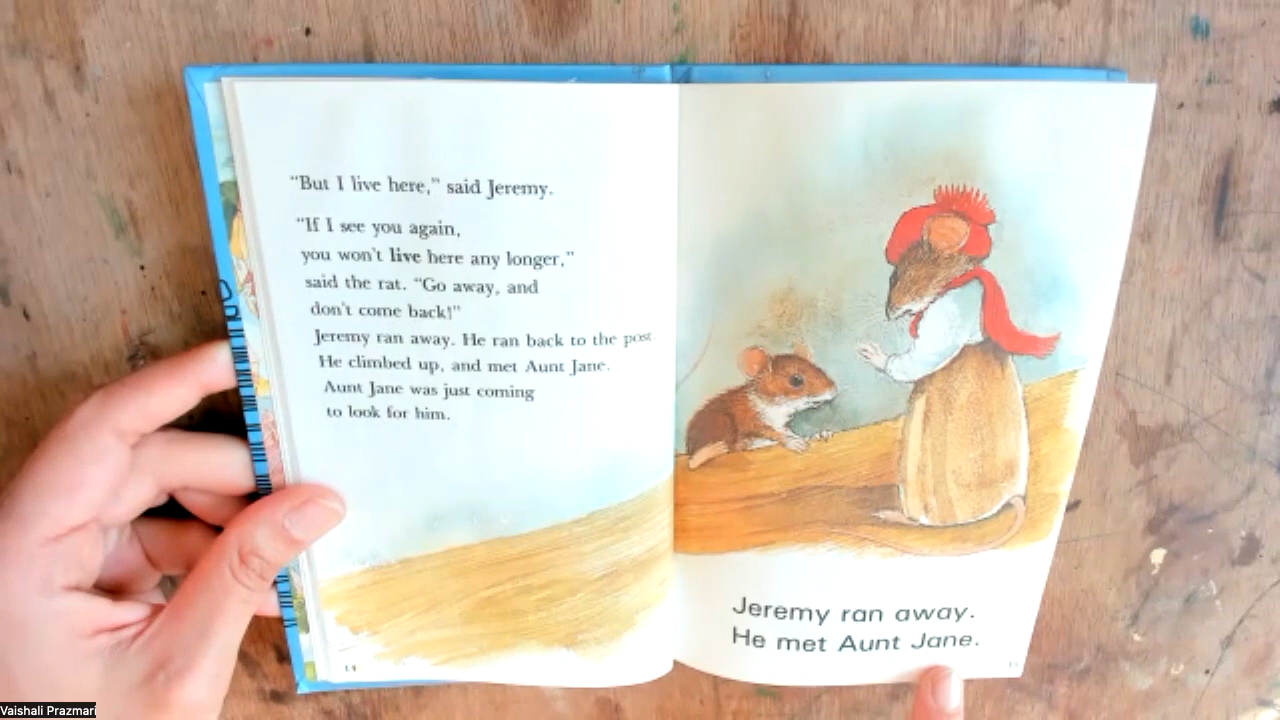 "But I live here," said Jeremy.
"If I see you again,
you won't live here any longer,"
said the rat. "Go away, and
don't come back!"
Jeremy ran away. He ran back to the post.
He climbed up, and met Aunt Jane.
Aunt Jane was just coming
to look for him.
14
Jeremy ran away.
He met Aunt Jane.
Vaishali Prazmari